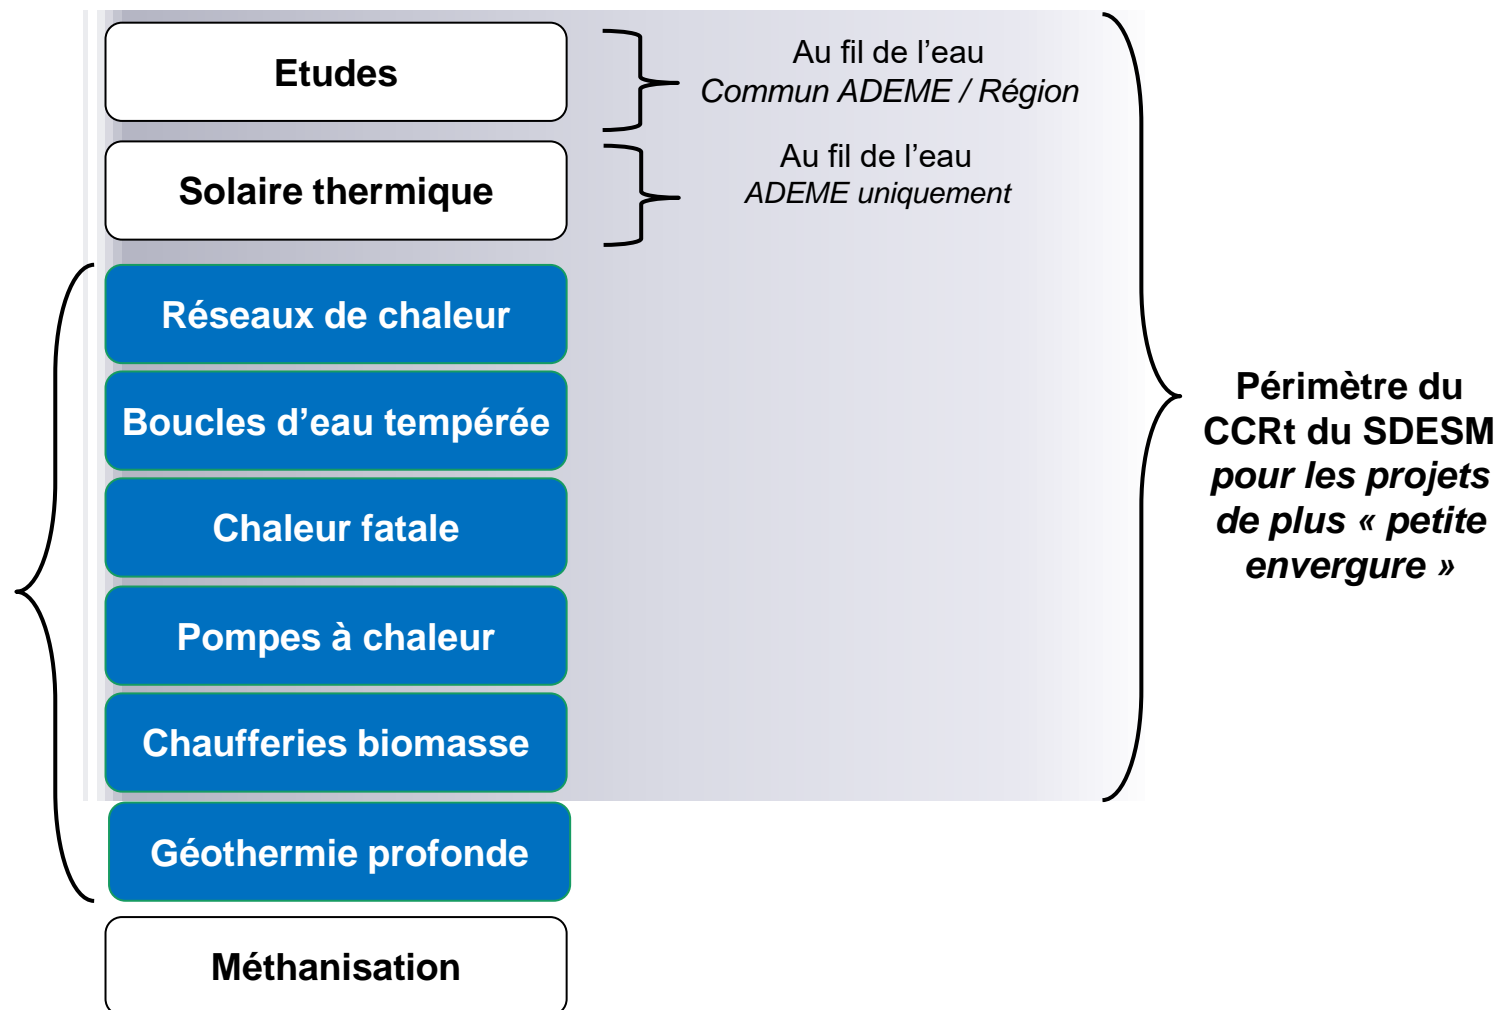 Etudes
Au fil de l’eau
Commun ADEME / Région
Solaire thermique
Au fil de l’eau
ADEME uniquement
Réseaux de chaleur
Boucles d’eau tempérée
Chaleur fatale
Pompes à chaleur
Chaufferies biomasse
Géothermie profonde
Méthanisation
Périmètre du
CCRt du SDESM
pour les projets
de plus « petite
envergure »